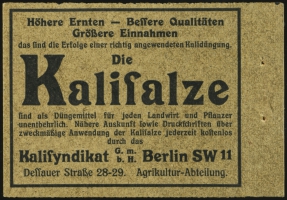 Höhere Ernten — Bessere Qualitäten
Größere Einnahmen
das sind die Erfolge einer richtig angewendeten Kalidüngung.
Die
Kalisalze
sind als Düngemittel für jeden Landwirt und Pflanzer
unentbehrlich. Nähere Auskunft sowie Druckschriften über
zweckmäßige Anwendung der Kalisalze jederzeit kostenlos
durch das
Kalisyndikat G. m. b. H. Berlin SW 11
Dessauer Straße 28-29. Agrikultur-Abteilung.